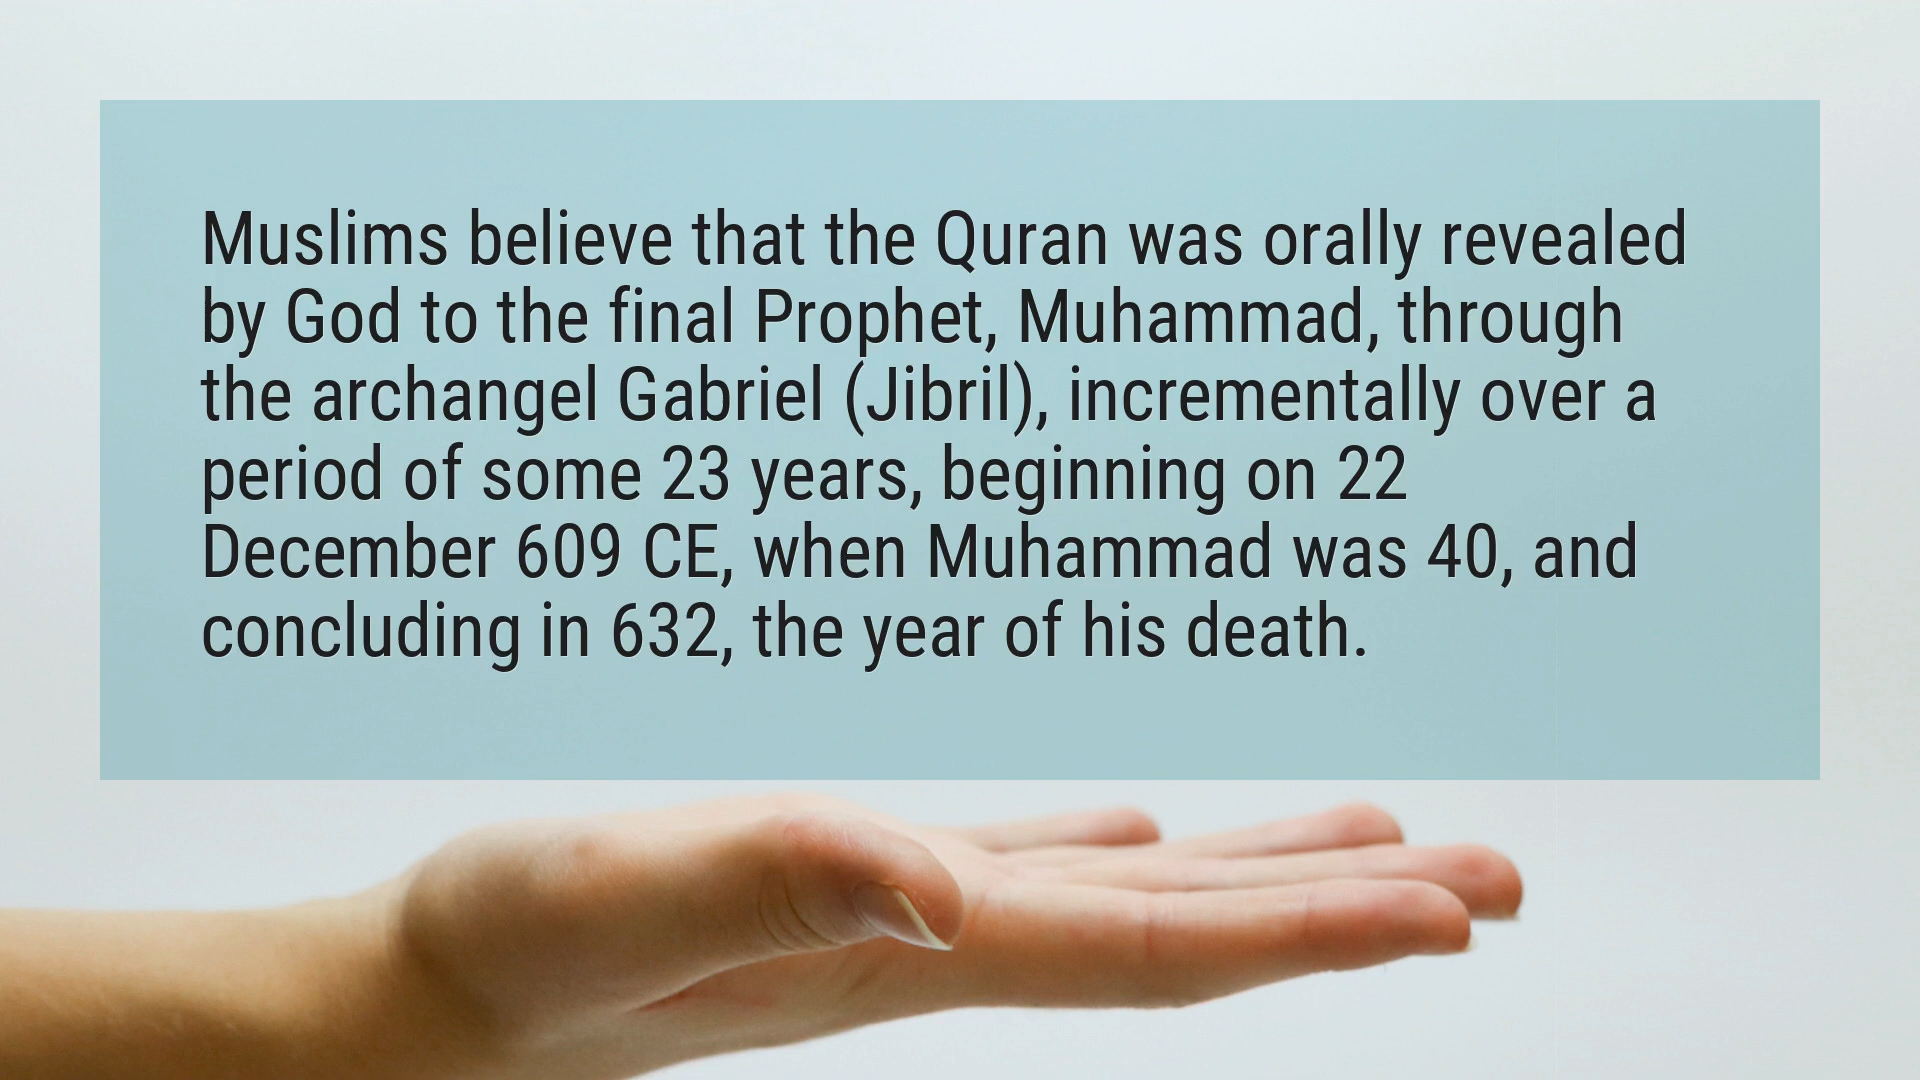 Muslims believe that the Quran was orally revealed
by God to the final Prophet, Muhammad, through
the archangel Gabriel (Jibril), incrementally over a
period of some 23 years, beginning on 22
December 609 CE, when Muhammad was 40, and
concluding in 632, the year of his death.